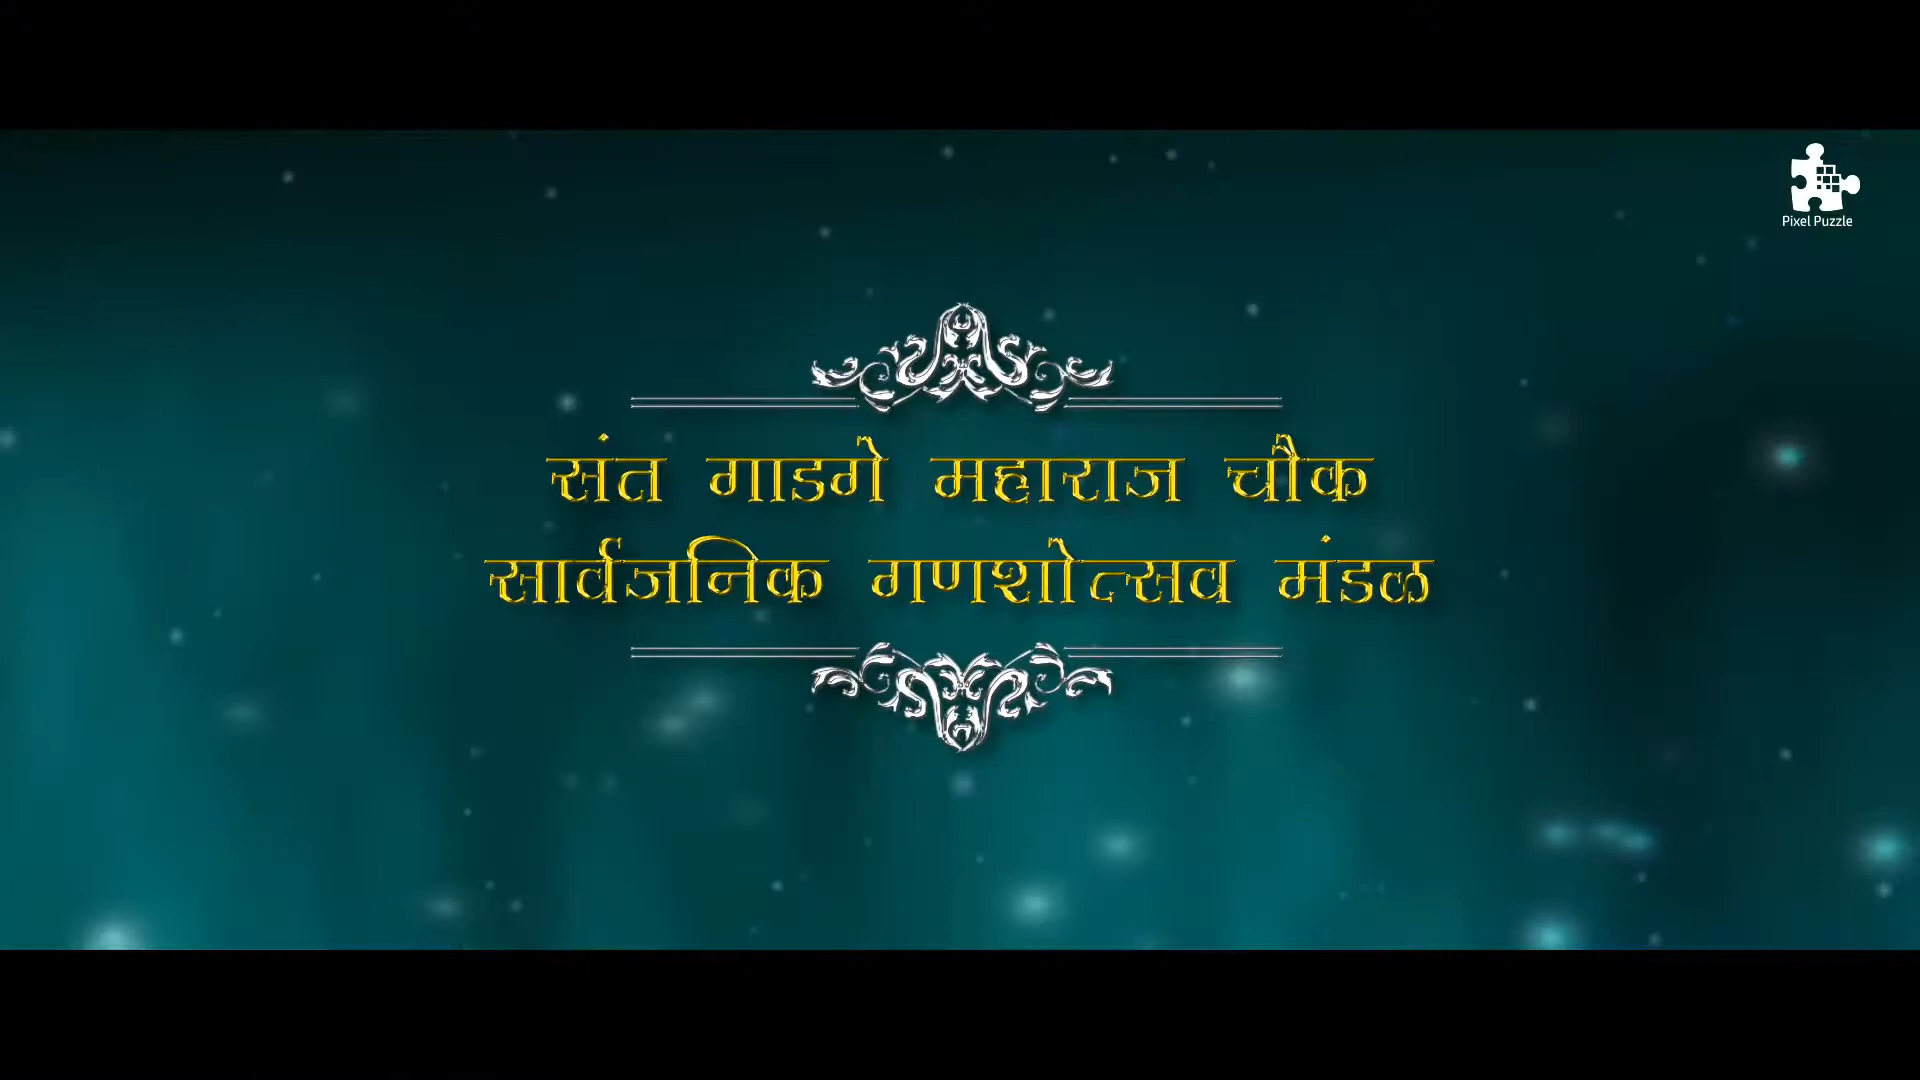 Pixel Puzzle
संत गाडगे महाराज चौक
सार्वजनिक गणशोत्सव मंडळ